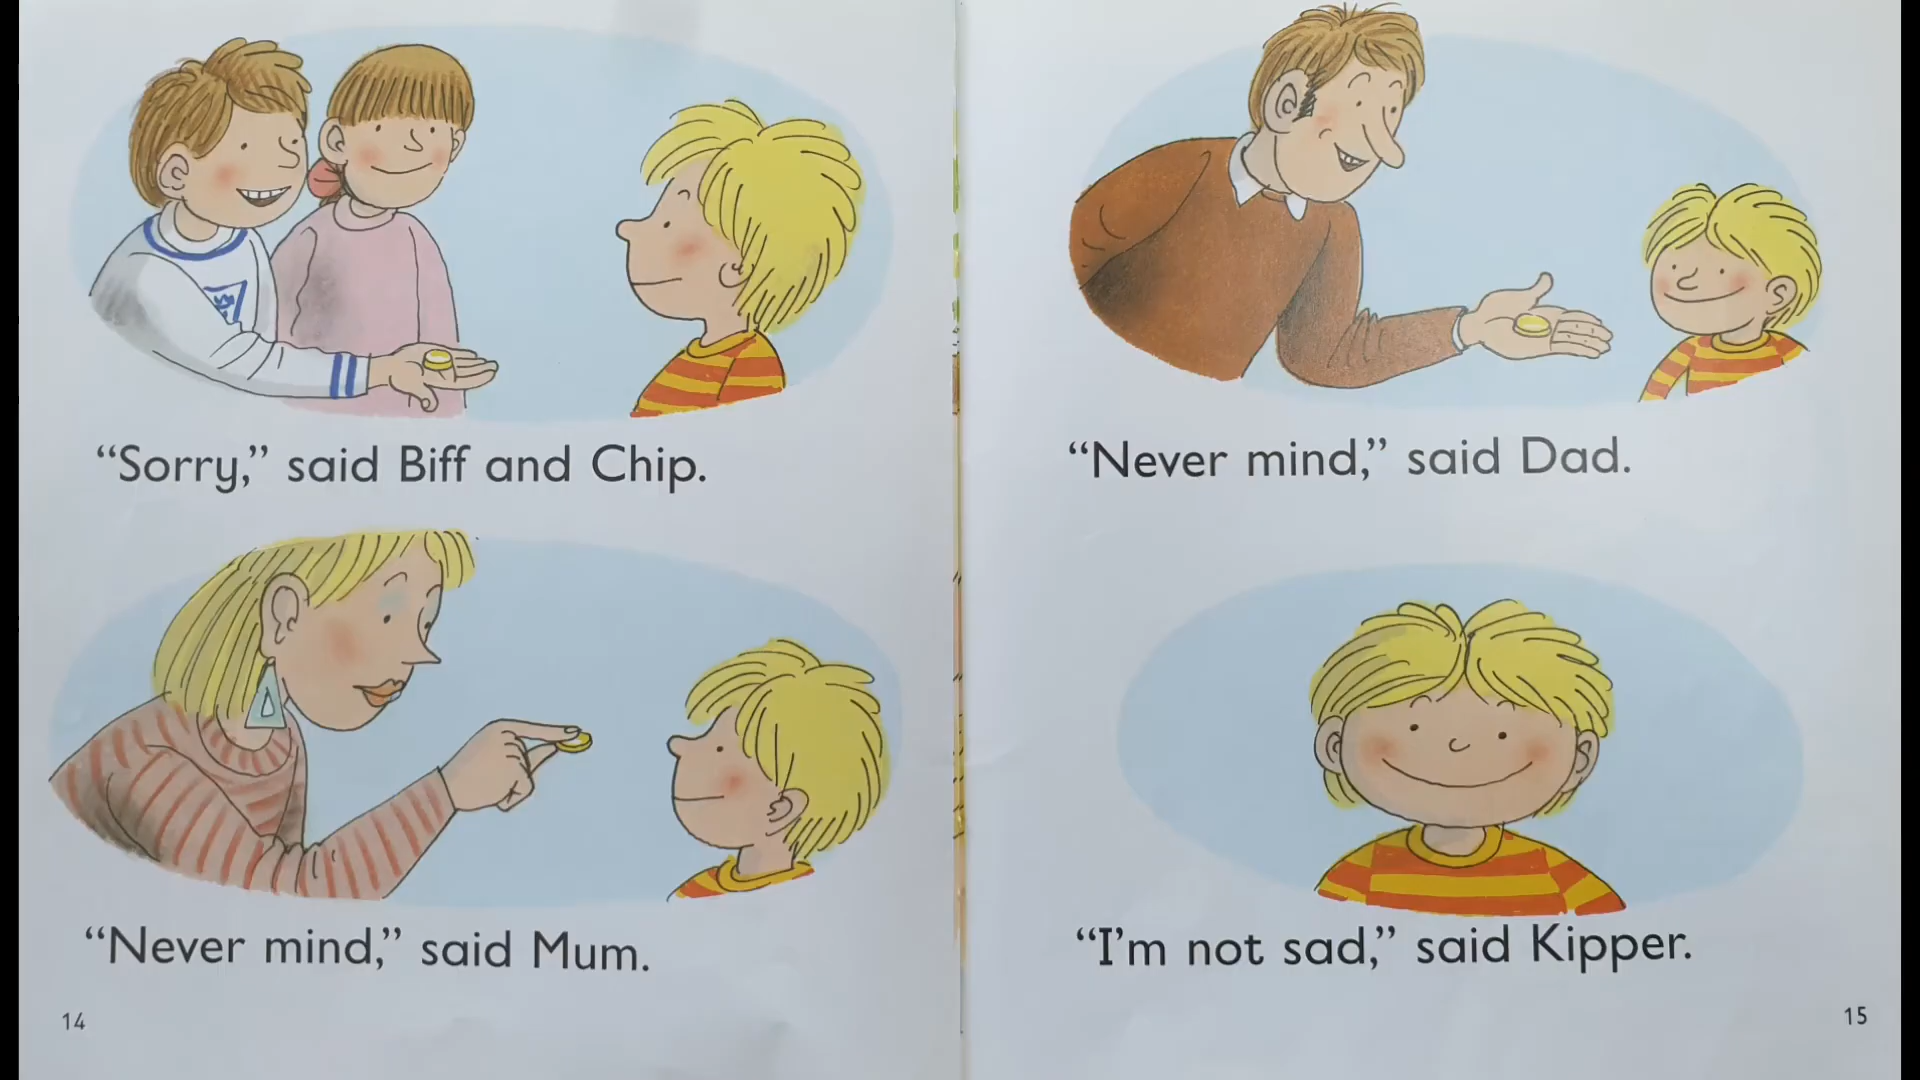 “Sorry,” said Biff and Chip.
“Never mind,” said Mum.
14
“Never mind,” said Dad.
“I’m not sad,” said Kipper.
15